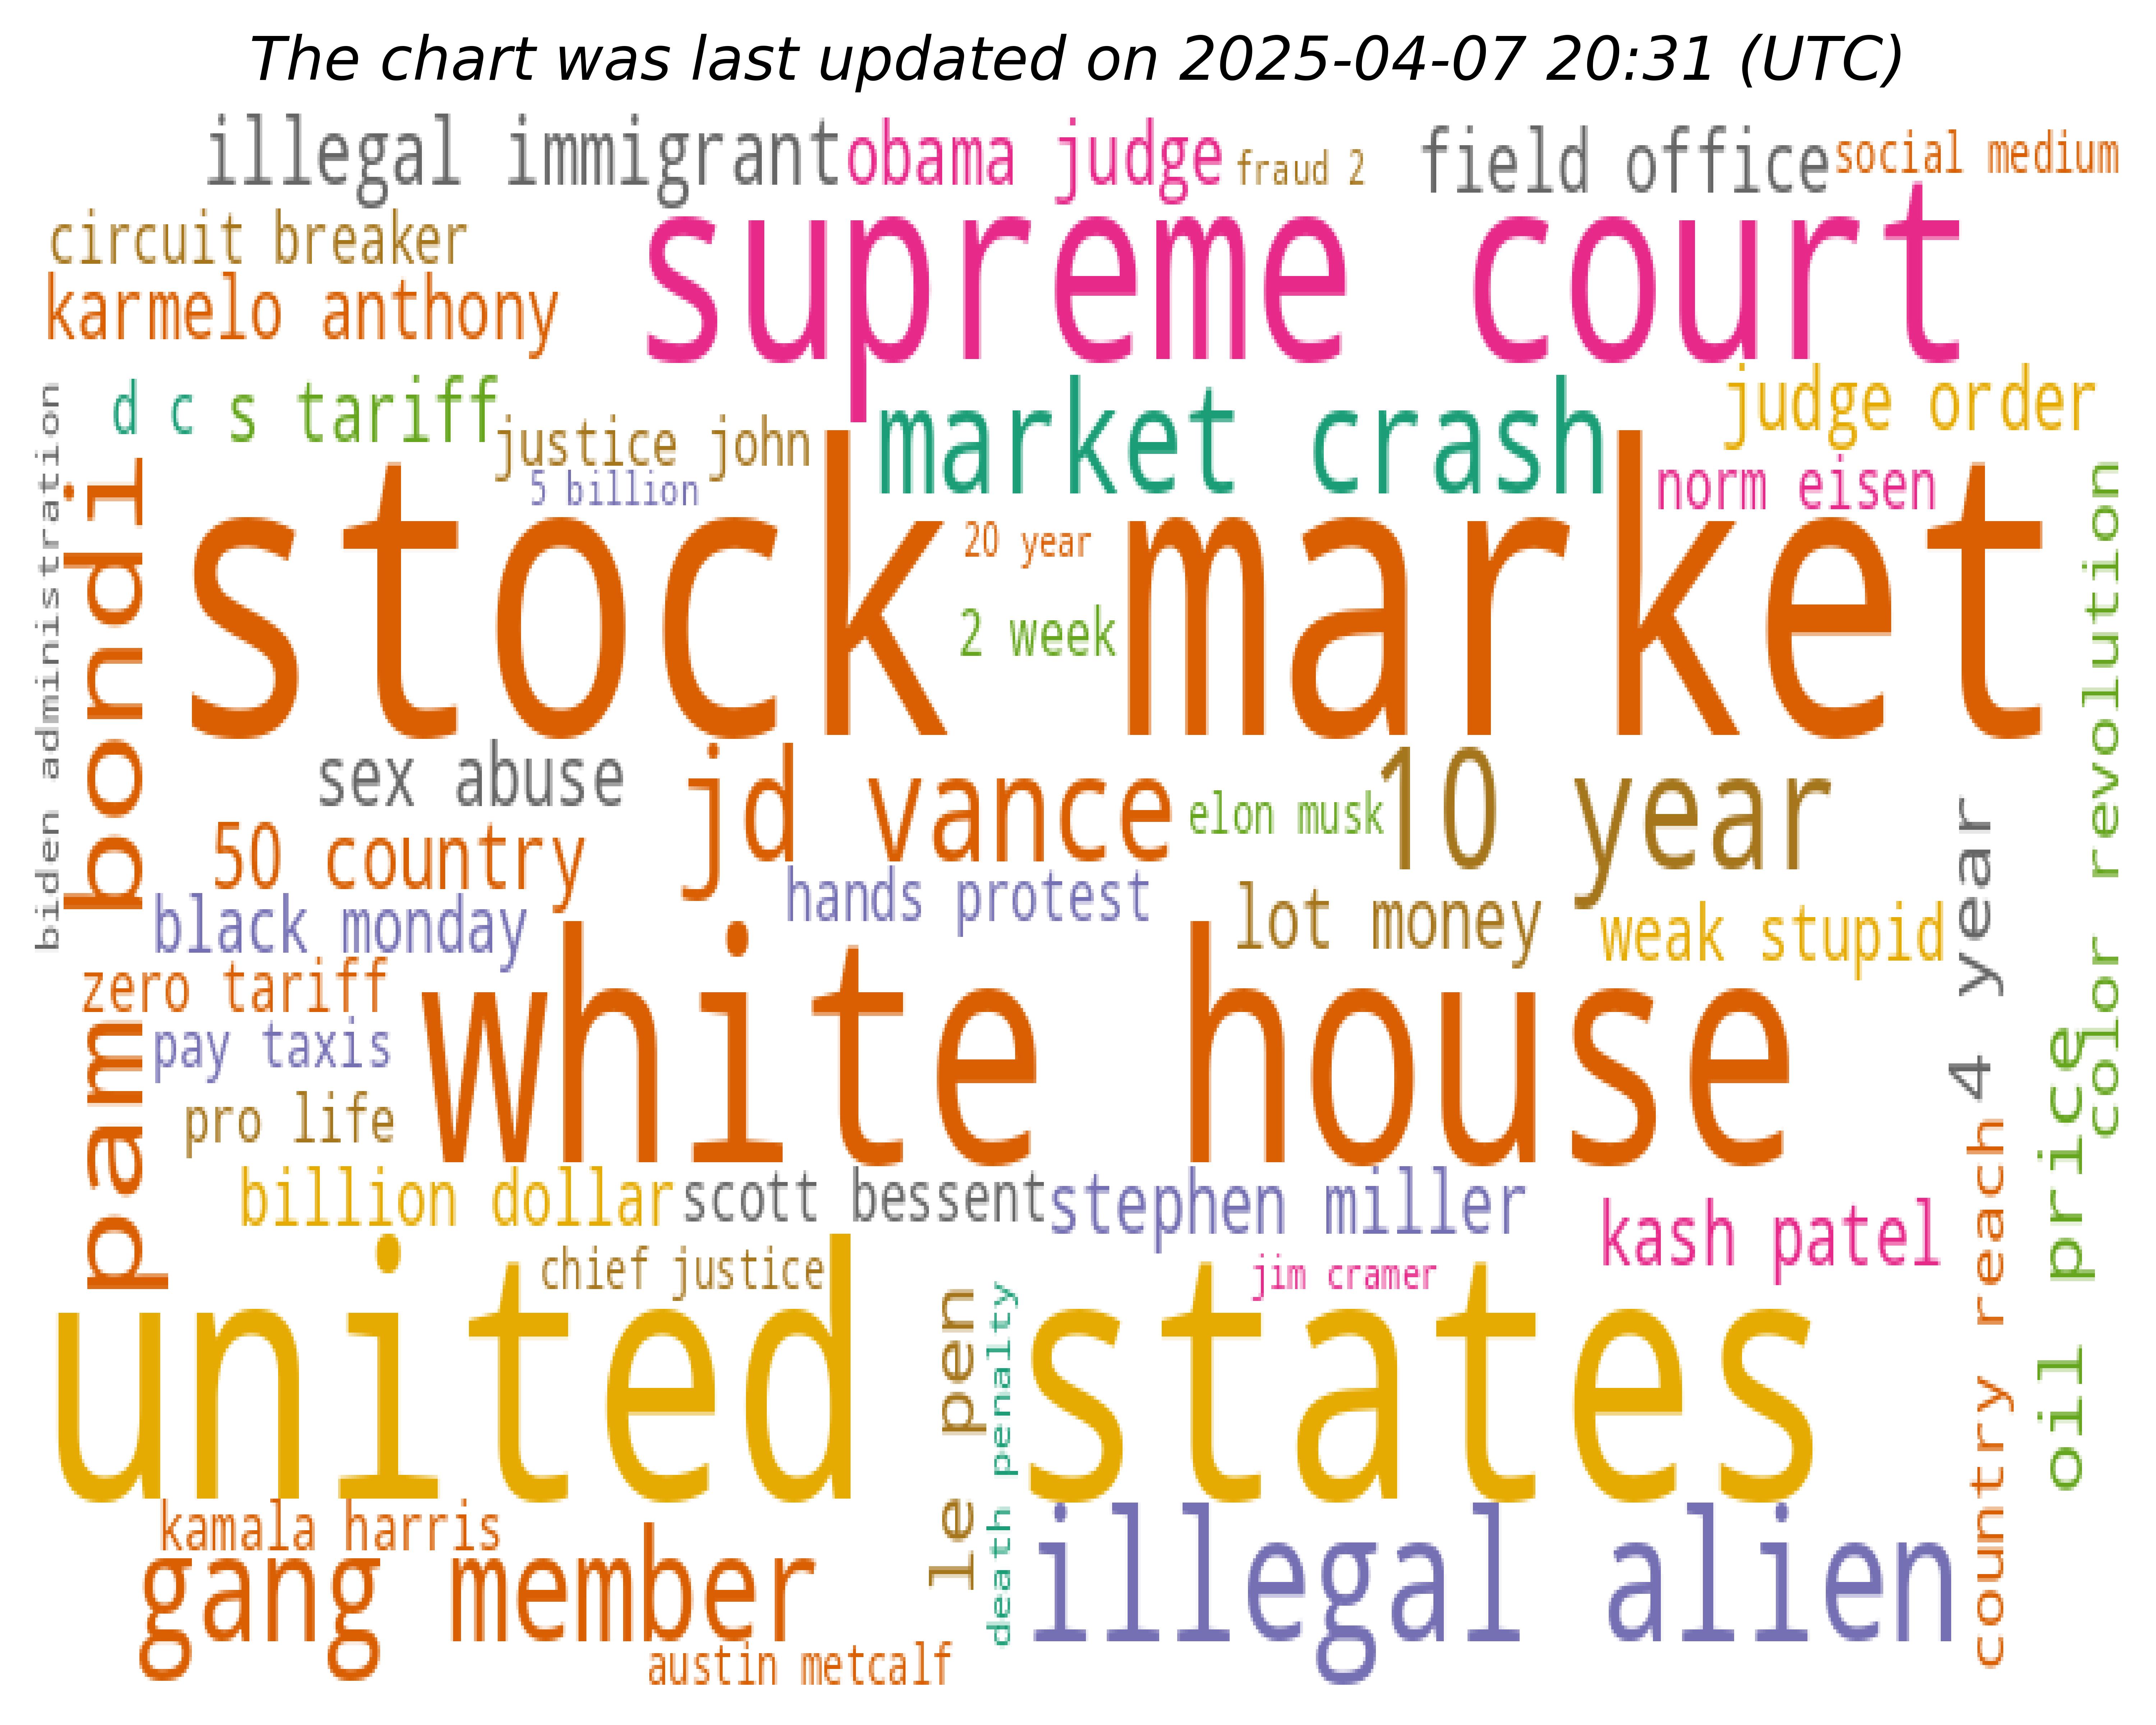 The chart was last updated on 2025-04-07 20:31 (UTC)
illegal immigrant
obama judge
fraud 2
field office
social medium
circuit breaker
supreme court
karmelo anthony
d c
s tariff
justice john
market crash
judge order
5 billion
norm eisen
biden administration
pam bondi
stock market
20 year
2 week
color revolution
sex abuse
jd vance
elon musk
10 year
50 country
hands protest
black monday
lot money
weak stupid
4 year
zero tariff
white house
pay taxis
pro life
oil price
billion dollar
scott bessent
stephen miller
kash patel
country reach
chief justice
jim cramer
united states
le pen
death penalty
kamala harris
gang member
illegal alien
austin metcalf